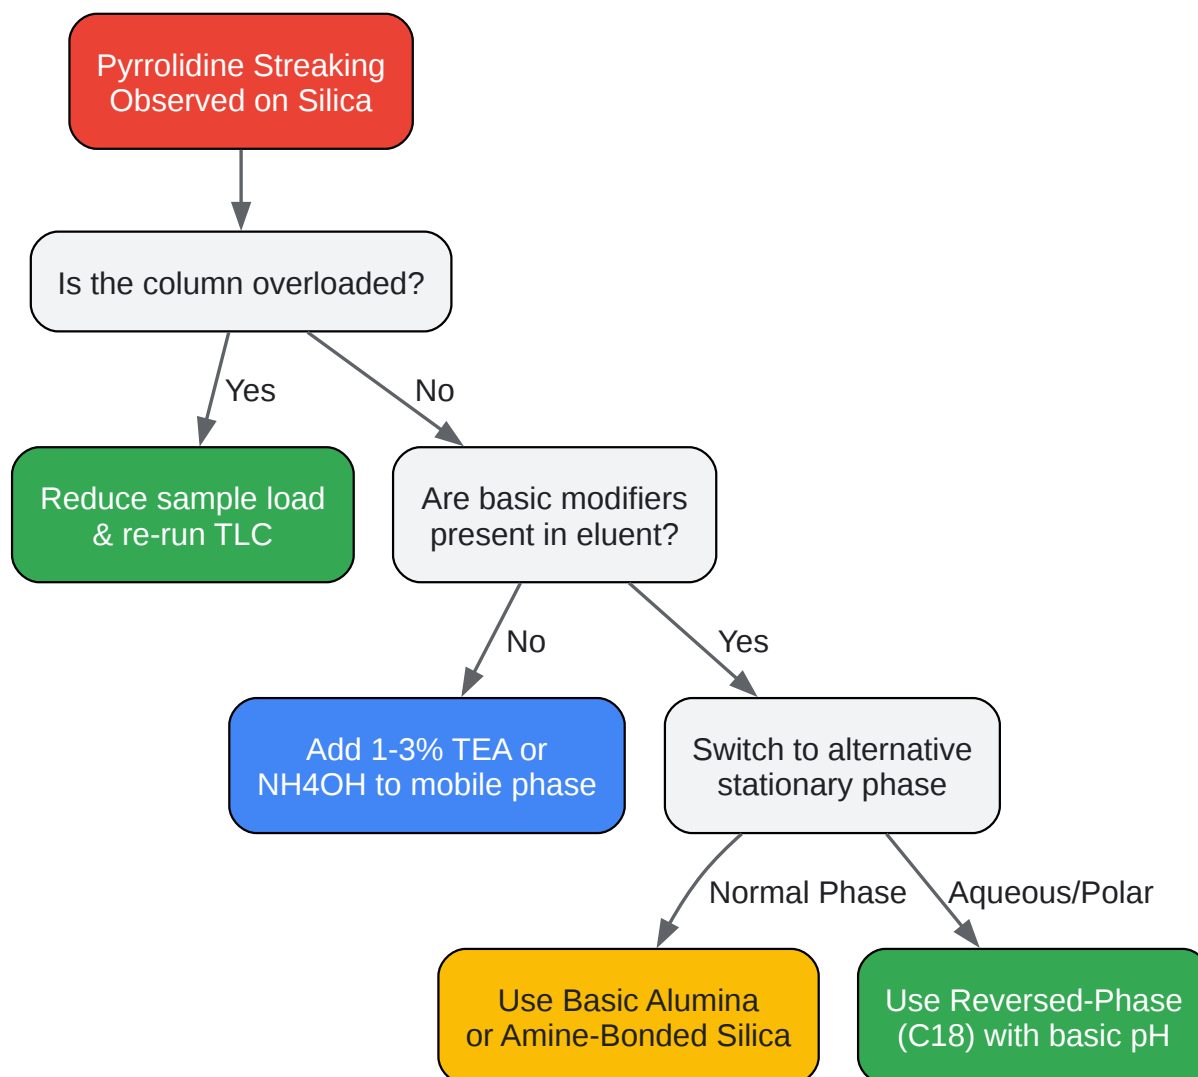 Pyrrolidine Streaking
Observed on Silica
Is the column overloaded?
Yes
No
Reduce sample load
& re-run TLC
Are basic modifiers
present in eluent?
No
Yes
Add 1-3% TEA or
NH4OH to mobile phase
Switch to alternative
stationary phase
Normal Phase
Aqueous/Polar
Use Basic Alumina
or Amine-Bonded Silica
Use Reversed-Phase
(C18) with basic pH